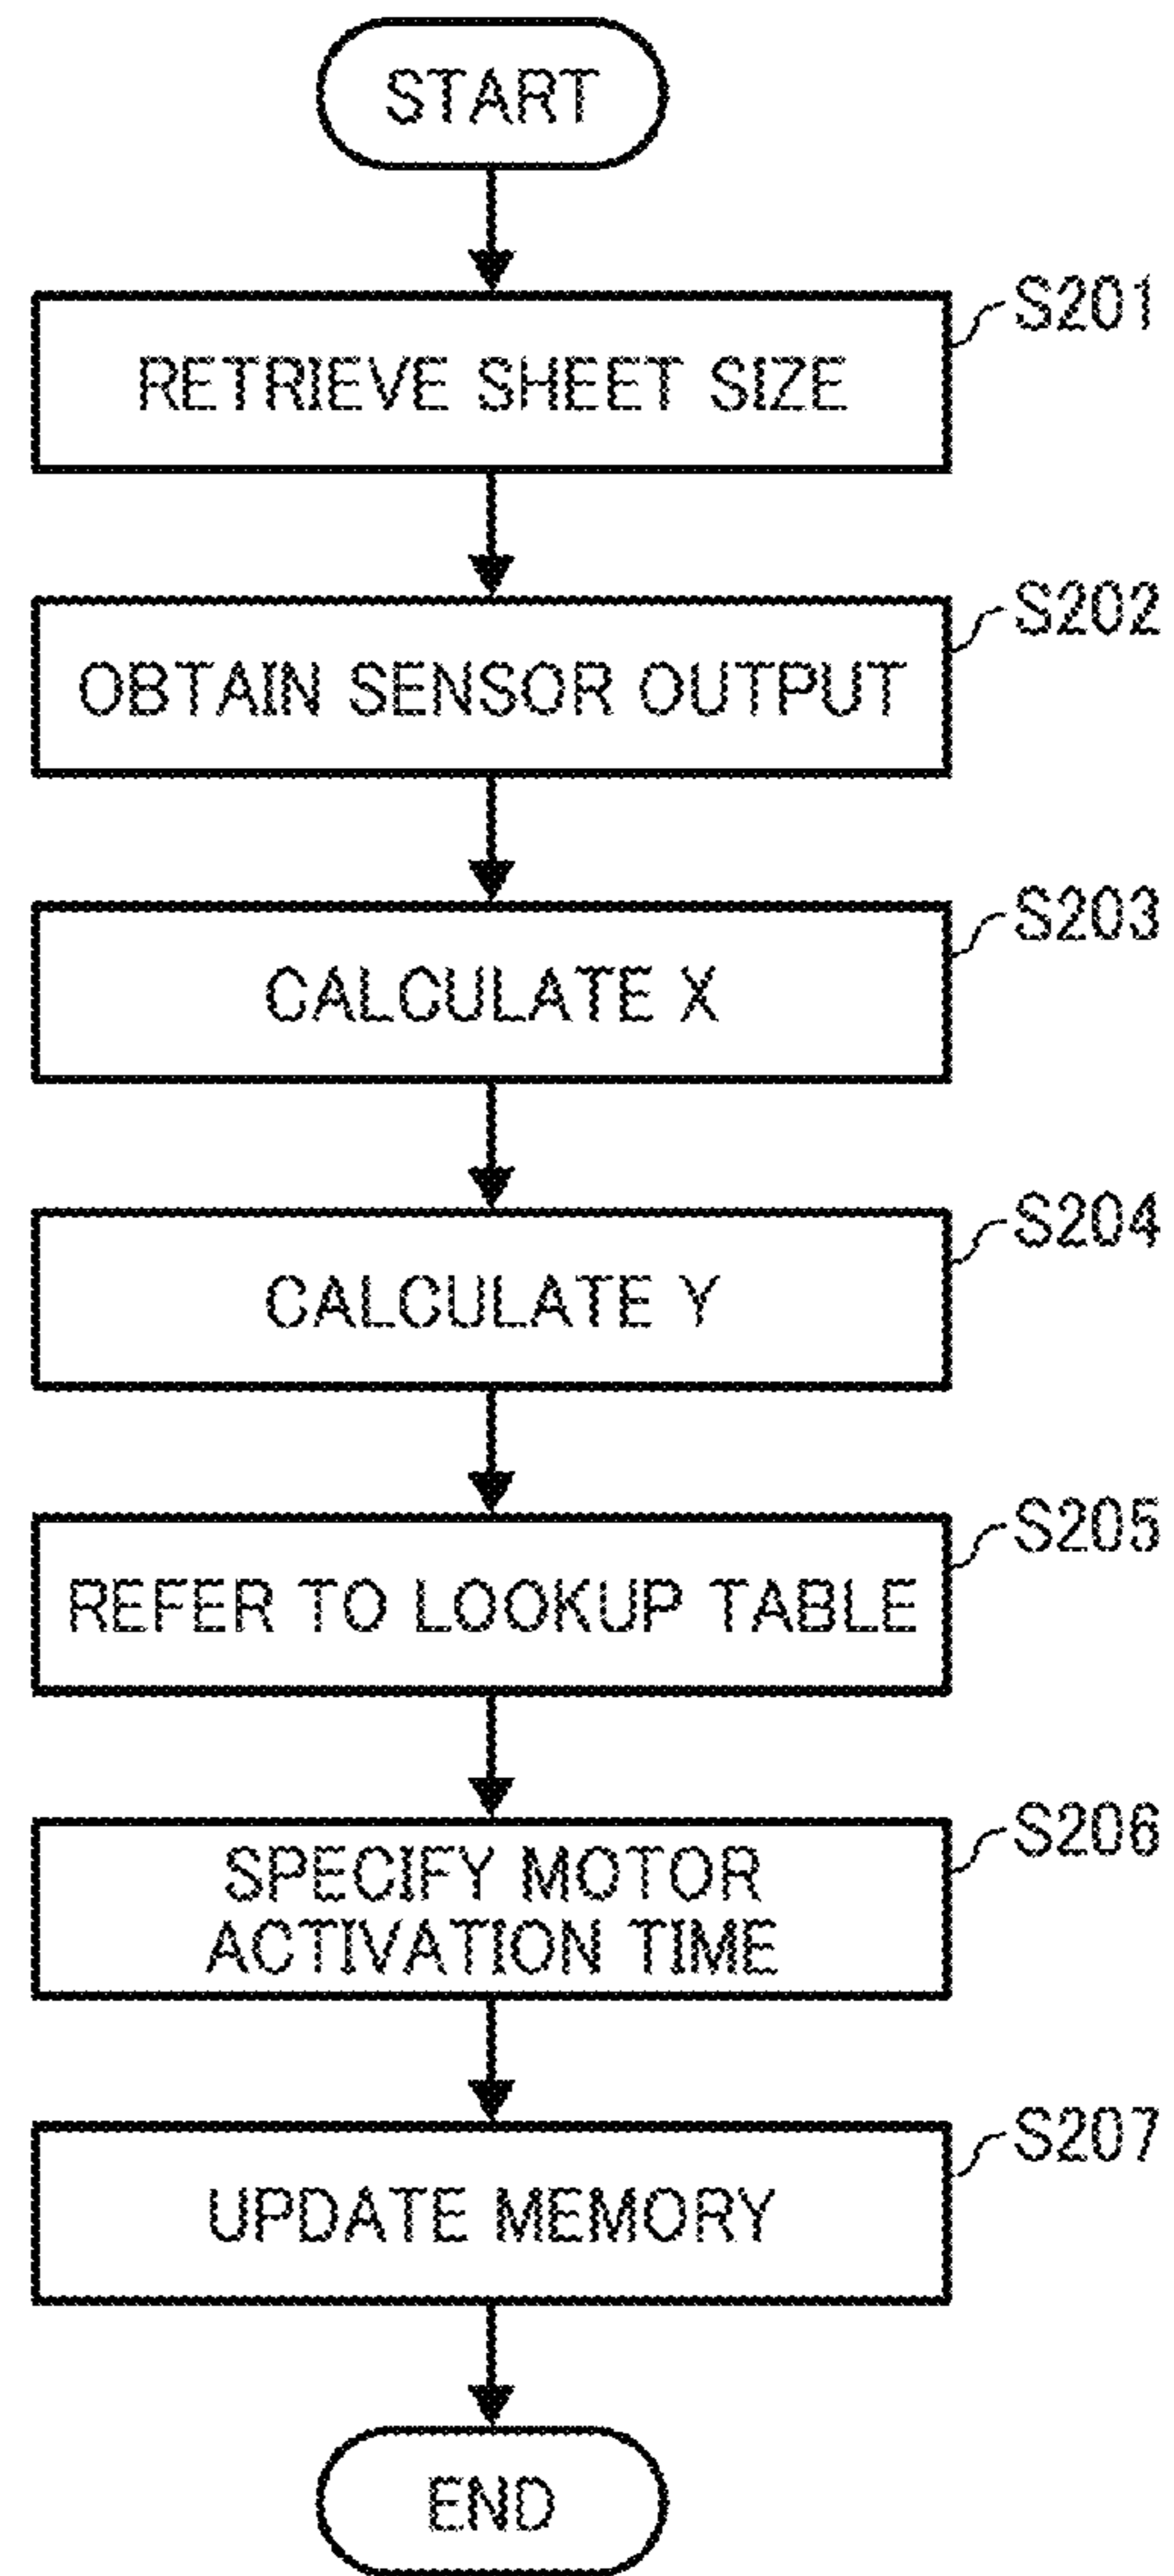 START
S201
RETRIEVE SHEET SIZE
S202
OBTAIN SENSOR OUTPUT
S203
CALCULATE X
S204
CALCULATE Y
S205
REFER TO LOOKUP TABLE
S206
SPECIFY MOTOR
ACTIVATION TIME
S207
UPDATE MEMORY
END